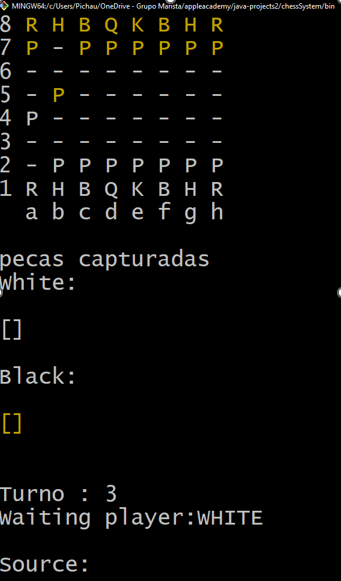 MINGW64:/c/Users/Pichau/OneDrive - Grupo Marista/appleacademy/java-projects2/chessSystem/bin
8 R H B Q K B H R
7 P - P P P P P P
6 - - - - - - - -
5 - P - - - - - -
4 P - - - - - - -
3 - - - - - - - -
2 - P P P P P P P
1 R H B Q K B H R
a b c d e f g h
pecas capturadas
White:
[]
Black:
[]
Turno : 3
Waiting player:WHITE
Source: